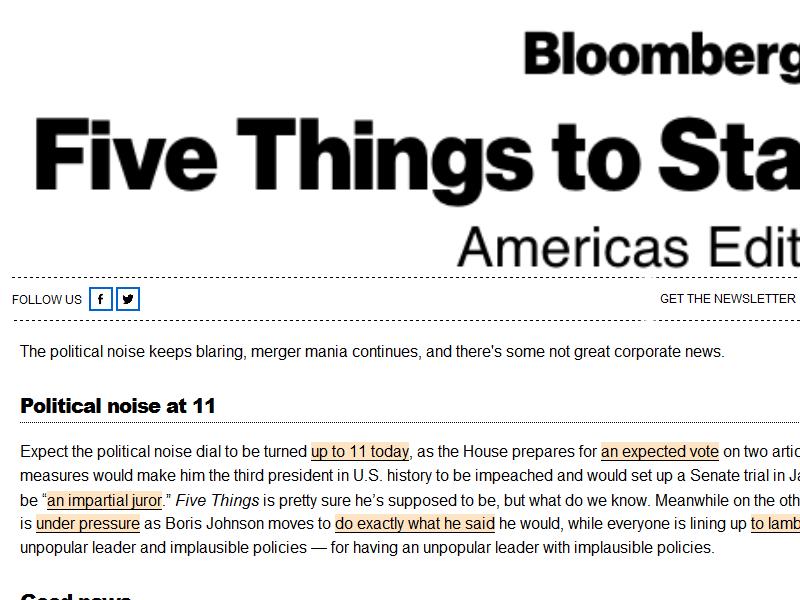 Bloomberg
Five Things to Sta
Americas Edit
FOLLOW US
GET THE NEWSLETTER
The political noise keeps blaring, merger mania continues, and there's some not great corporate news.
Political noise at 11
Expect the political noise dial to be turned up to 11 today, as the House prepares for an expected vote on two artic
measures would make him the third president in U.S. history to be impeached and would set up a Senate trial in Ja
be “an impartial juror.” Five Things is pretty sure he’s supposed to be, but what do we know. Meanwhile on the oth
is under pressure as Boris Johnson moves to do exactly what he said he would, while everyone is lining up to lamb
unpopular leader and implausible policies — for having an unpopular leader with implausible policies.
Good news